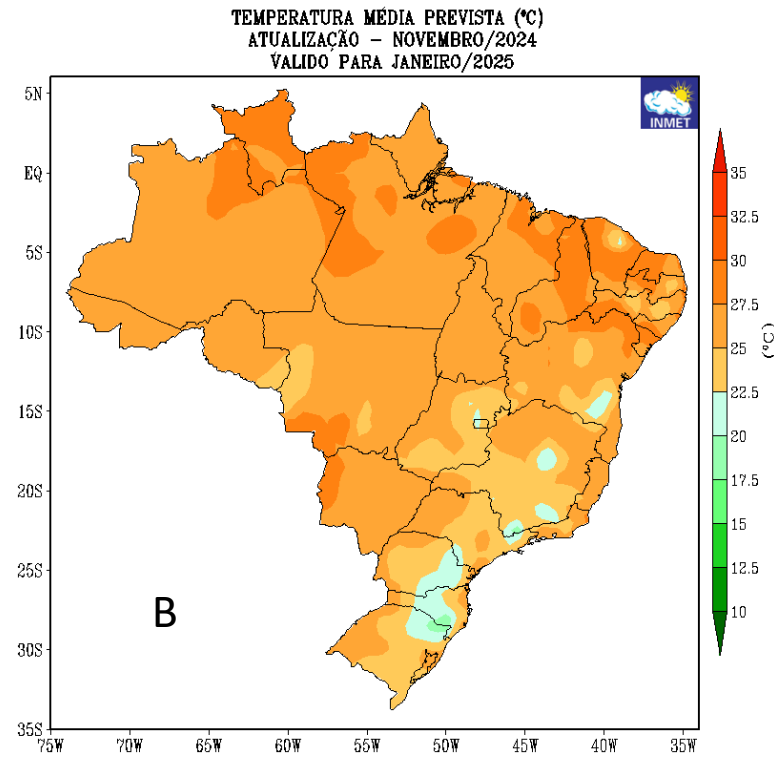 TEMPERATURA MÉDIA PREVISTA (ºC)
ATUALIZAÇÃO – NOVEMBRO/2024
VALIDO PARA JANEIRO/2025
INMET
5N
EQ
5S
10S
15S
20S
25S
30S
35S
75W
70W
65W
60W
55W
50W
45W
40W
35W
B
35
32.5
30
27.5
25
22.5
20
17.5
15
12.5
10
(ºC)